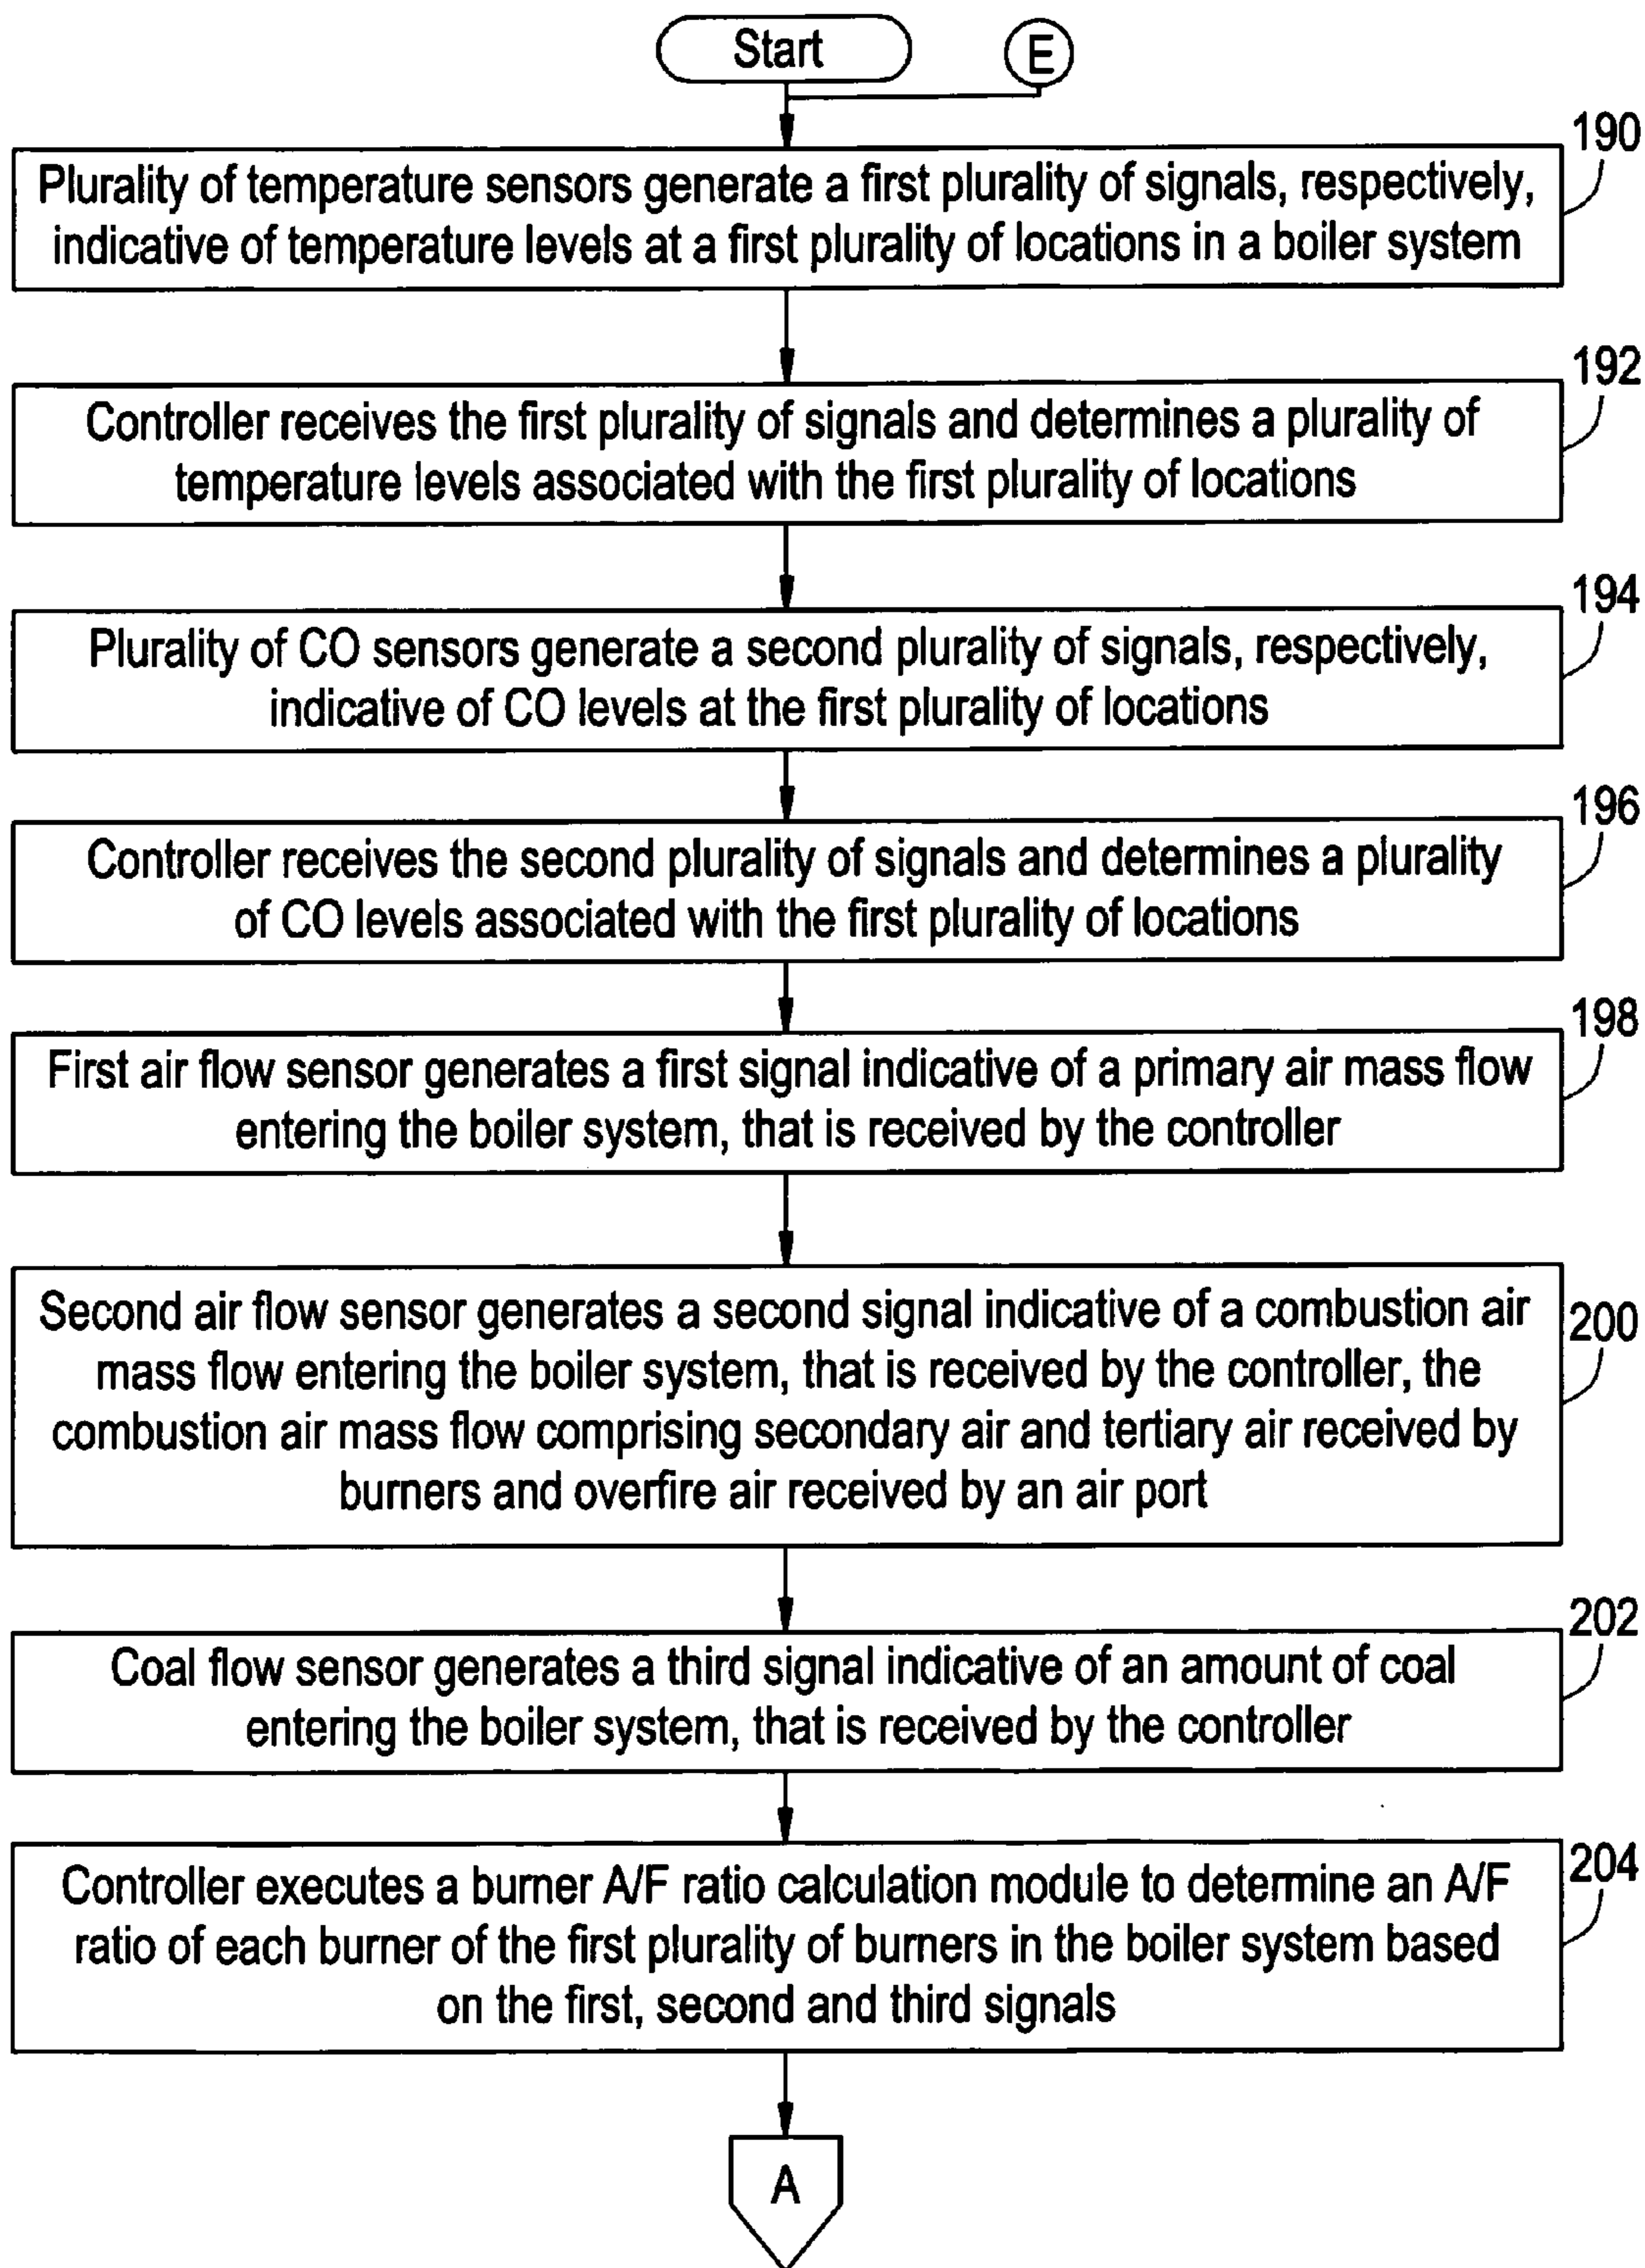 Start
E
190
Plurality of temperature sensors generate a first plurality of signals, respectively,
indicative of temperature levels at a first plurality of locations in a boiler system
192
Controller receives the first plurality of signals and determines a plurality of
temperature levels associated with the first plurality of locations
194
Plurality of CO sensors generate a second plurality of signals, respectively,
indicative of CO levels at the first plurality of locations
196
Controller receives the second plurality of signals and determines a plurality
of CO levels associated with the first plurality of locations
198
First air flow sensor generates a first signal indicative of a primary air mass flow
entering the boiler system, that is received by the controller
200
Second air flow sensor generates a second signal indicative of a combustion air
mass flow entering the boiler system, that is received by the controller, the
combustion air mass flow comprising secondary air and tertiary air received by
burners and overfire air received by an air port
202
Coal flow sensor generates a third signal indicative of an amount of coal
entering the boiler system, that is received by the controller
204
Controller executes a burner A/F ratio calculation module to determine an A/F
ratio of each burner of the first plurality of burners in the boiler system based
on the first, second and third signals
A